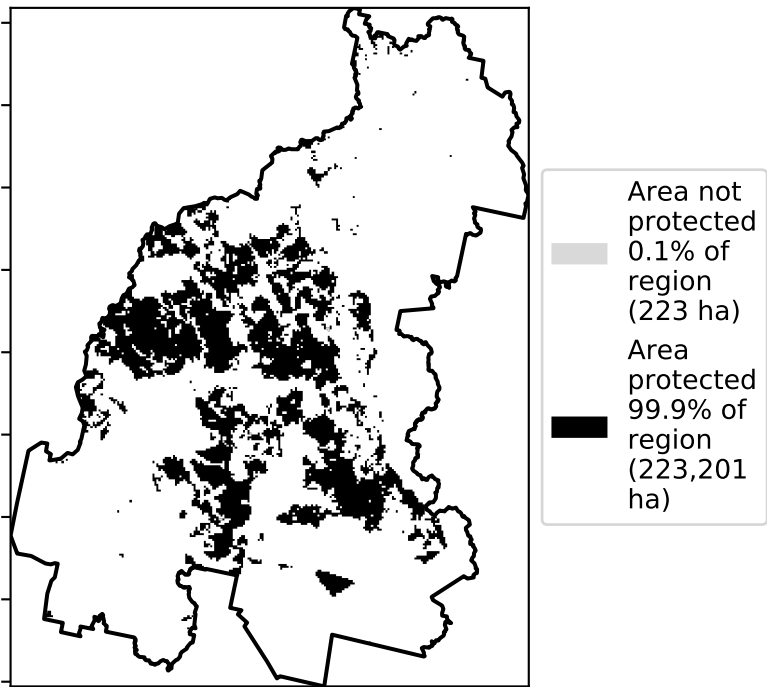 Area not
protected
0.1% of
region
(223 ha)
Area
protected
99.9% of
region
(223,201
ha)